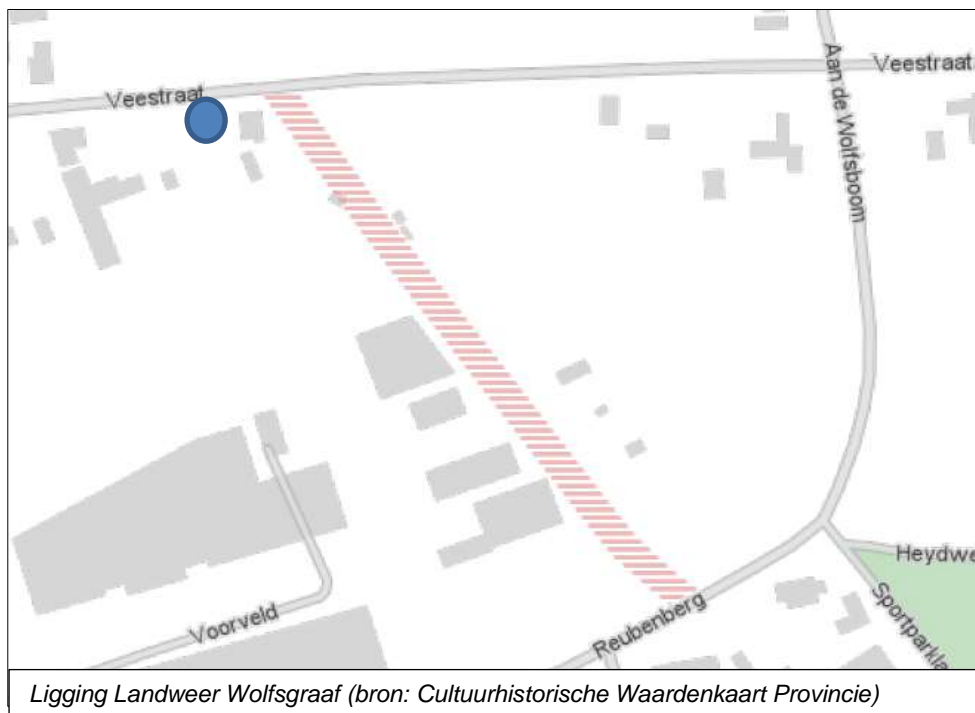 Veestraat
Veestraat
Aan de Wolfsboom
Heydwe
Sportparkla
Reubenberg
Voorveld
Ligging Landweer Wolfsgraaf (bron: Cultuurhistorische Waardenkaart Provincie)